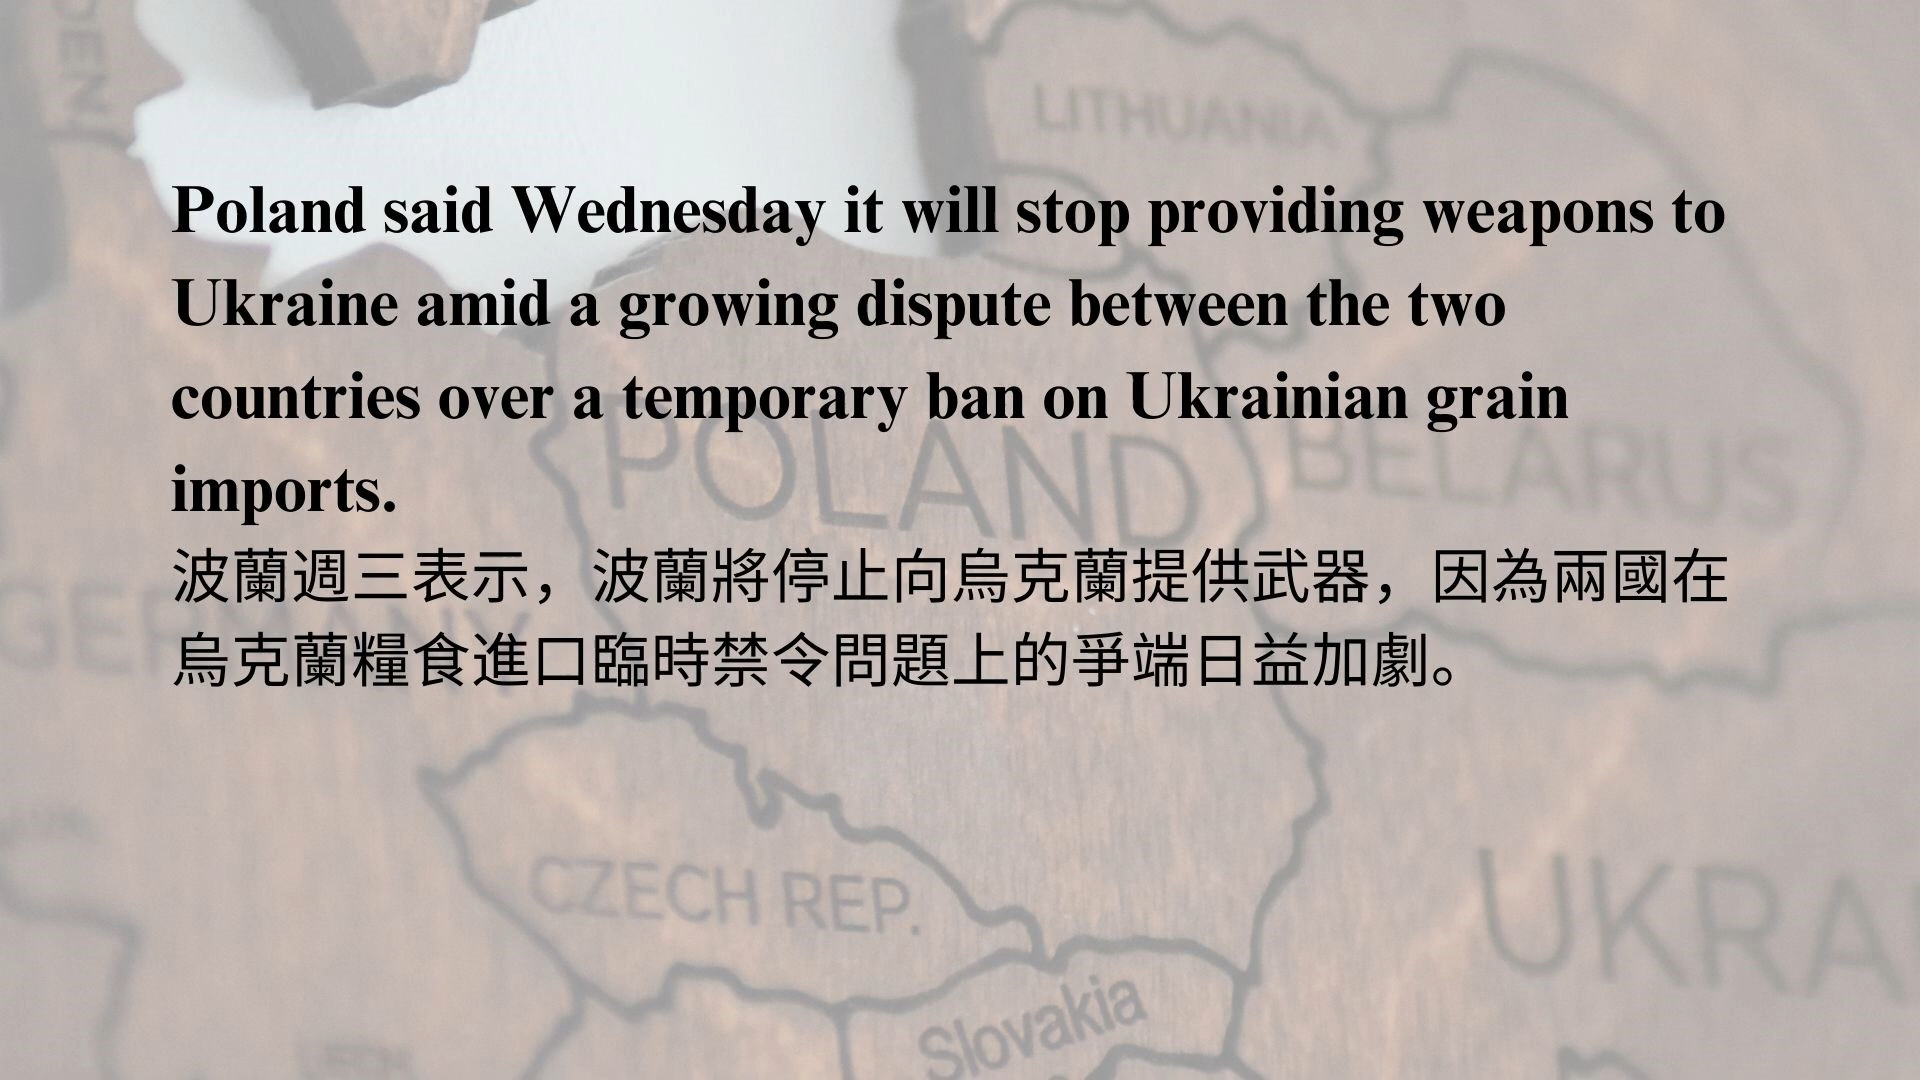 Poland said Wednesday it will stop providing weapons to
Ukraine amid a growing dispute between the two
countries over a temporary ban on Ukrainian grain
imports.
波蘭週三表示，波蘭將停止向烏克蘭提供武器，因為兩國在
烏克蘭糧食進口臨時禁令問題上的爭端日益加劇。
DEN
LITHUANIA
POLAND
BELARUS
GERMANY
CZECH REP.
UKRA
Slovakia